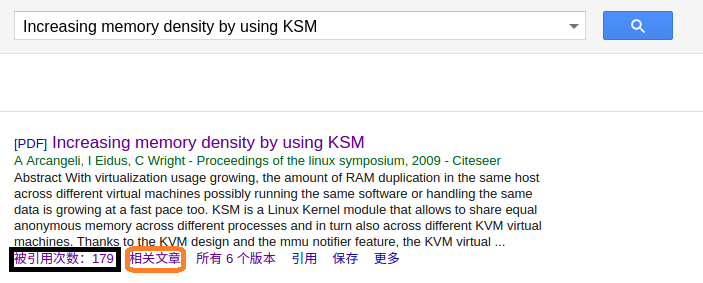 Increasing memory density by using KSM
[PDF] Increasing memory density by using KSM
A Arcangeli, I Eidus, C Wright - Proceedings of the linux symposium, 2009 - Citeseer
Abstract With virtualization usage growing, the amount of RAM duplication in the same host
across different virtual machines possibly running the same software or handling the same
data is growing at a fast pace too. KSM is a Linux Kernel module that allows to share equal
anonymous memory across different processes and in turn also across different KVM virtual
machines. Thanks to the KVM design and the mmu notifier feature, the KVM virtual ...
被引用次数：179 相关文章 所有 6 个版本 引用 保存 更多